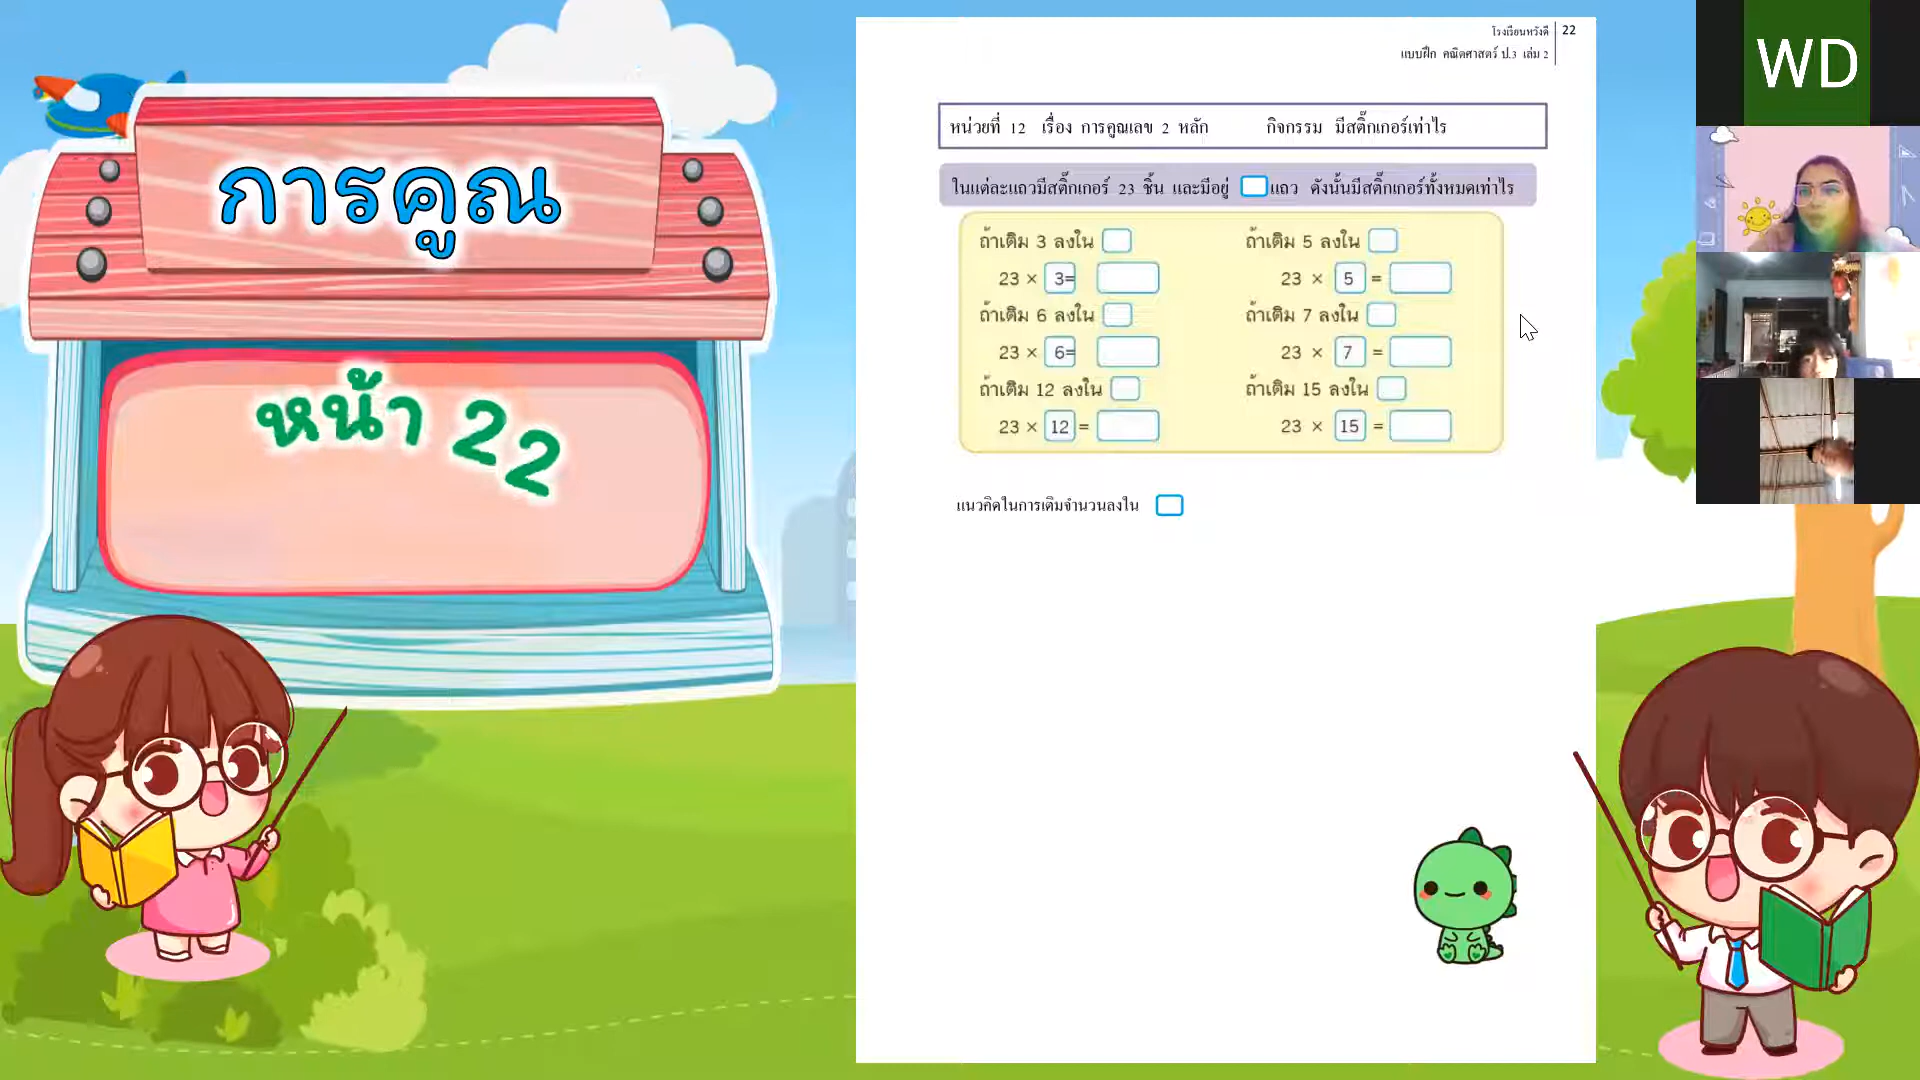 การคูณ
หน้า 22
โรงเรียนหวังดี 22
แบบฝึก คณิตศาสตร์ ป.3 เล่ม 2
หน่วยที่ 12 เรื่อง การคูณเลข 2 หลัก กิจกรรม มีสติ๊กเกอร์เท่าไร
ในแต่ละแถวมีสติ๊กเกอร์ 23 ชิ้น และมีอยู่ แถว ดังนั้นมีสติ๊กเกอร์ทั้งหมดเท่าไร
ถ้าเติม 3 ลงใน ถ้าเติม 5 ลงใน
23 × 3= 23 × 5 =
ถ้าเติม 6 ลงใน ถ้าเติม 7 ลงใน
23 × 6= 23 × 7 =
ถ้าเติม 12 ลงใน ถ้าเติม 15 ลงใน
23 × 12 = 23 × 15 =
แนวคิดในการเติมจำนวนลงใน
WD